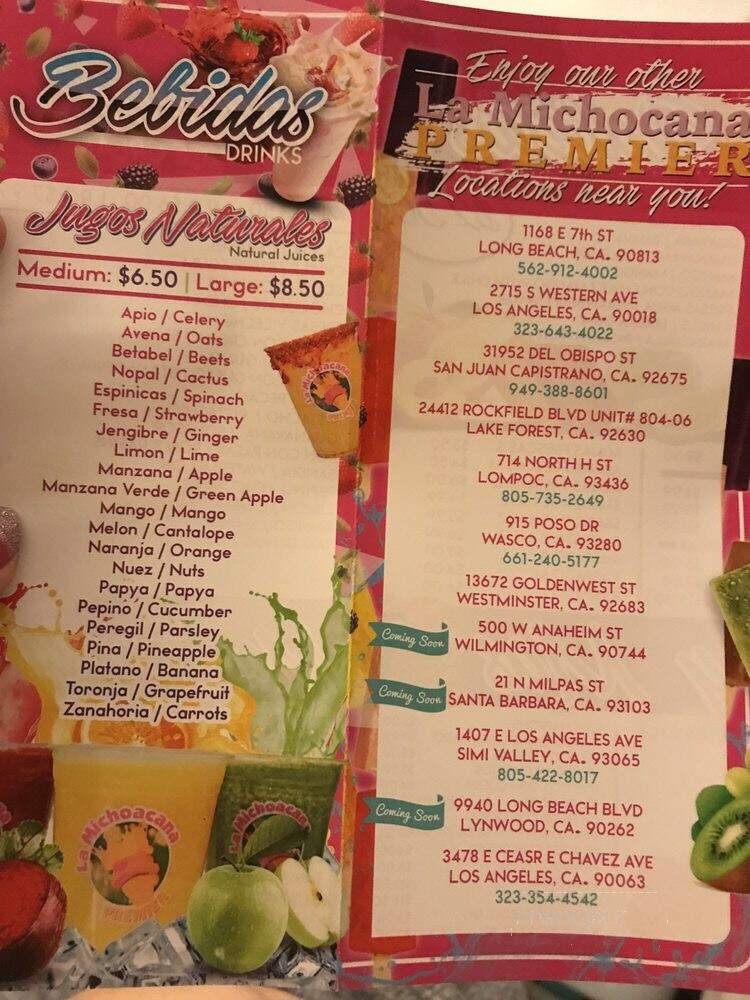 Bebidas
DRINKS
Jugos Naturales
Natural Juices
Medium: $6.50 | Large: $8.50
Apio / Celery
Avena / Oats
Betabel / Beets
Nopal / Cactus
Espinicas / Spinach
Fresa / Strawberry
Jengibre / Ginger
Limon / Lime
Manzana / Apple
Manzana Verde / Green Apple
Mango / Mango
Melon / Cantalope
Naranja / Orange
Nuez / Nuts
Papya / Papya
Pepino / Cucumber
Peregil / Parsley
Pina / Pineapple
Platano / Banana
Toronja / Grapefruit
Zanahoria / Carrots
La Michoacana
La Michoacana
PREMIER
La Michoacana
Enjoy our other
La Michocana
PREMIER
Locations near you!
1168 E 7th ST
LONG BEACH, CA. 90813
562-912-4002
2715 S WESTERN AVE
LOS ANGELES, CA. 90018
323-643-4022
31952 DEL OBISPO ST
SAN JUAN CAPISTRANO, CA. 92675
949-388-8601
24412 ROCKFIELD BLVD UNIT# 804-06
LAKE FOREST, CA. 92630
714 NORTH H ST
LOMPOC, CA. 93436
805-735-2649
915 POSO DR
WASCO, CA. 93280
661-240-5177
13672 GOLDENWEST ST
WESTMINSTER, CA. 92683
Coming Soon
500 W ANAHEIM ST
WILMINGTON, CA. 90744
Coming Soon
21 N MILPAS ST
SANTA BARBARA, CA. 93103
1407 E LOS ANGELES AVE
SIMI VALLEY, CA. 93065
805-422-8017
Coming Soon
9940 LONG BEACH BLVD
LYNWOOD, CA. 90262
3478 E CEASR E CHAVEZ AVE
LOS ANGELES, CA. 90063
323-354-4542